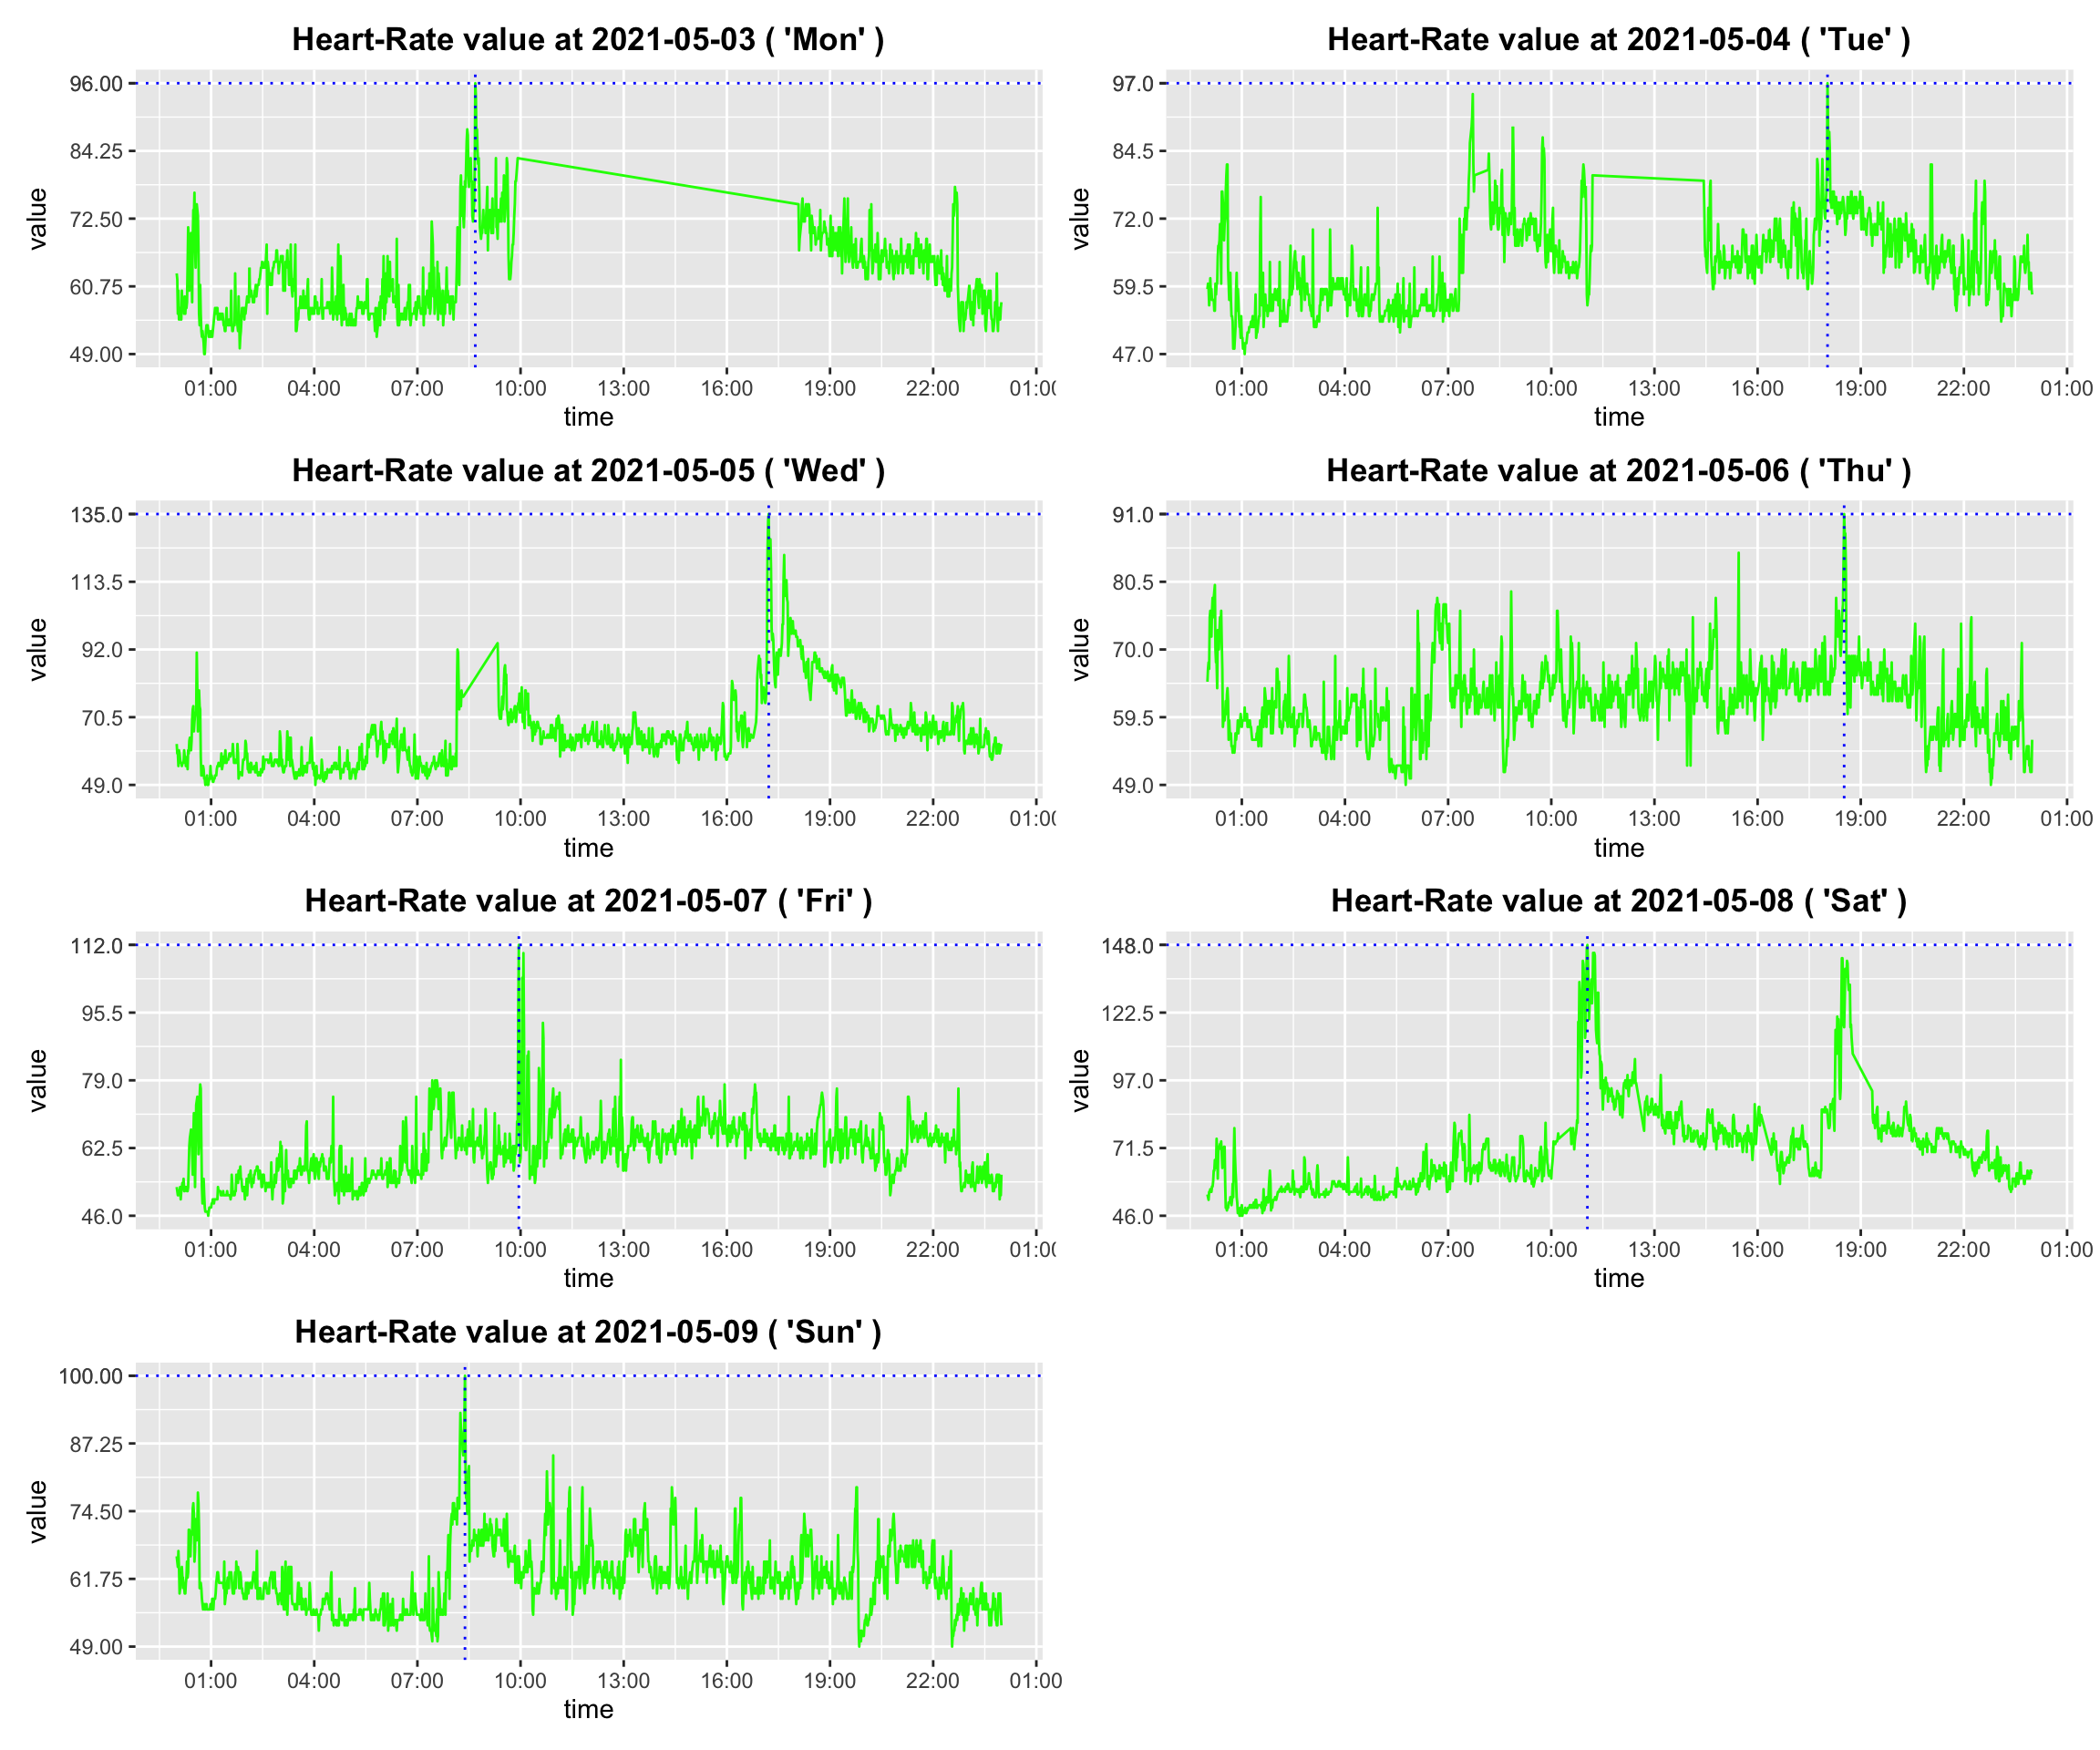 Heart-Rate value at 2021-05-03 ( 'Mon' )
value
96.00
84.25
72.50
60.75
49.00
01:00 04:00 07:00 10:00 13:00 16:00 19:00 22:00 01:00
time
Heart-Rate value at 2021-05-04 ( 'Tue' )
value
97.0
84.5
72.0
59.5
47.0
01:00 04:00 07:00 10:00 13:00 16:00 19:00 22:00 01:00
time
Heart-Rate value at 2021-05-05 ( 'Wed' )
value
135.0
113.5
92.0
70.5
49.0
01:00 04:00 07:00 10:00 13:00 16:00 19:00 22:00 01:00
time
Heart-Rate value at 2021-05-06 ( 'Thu' )
value
91.0
80.5
70.0
59.5
49.0
01:00 04:00 07:00 10:00 13:00 16:00 19:00 22:00 01:00
time
Heart-Rate value at 2021-05-07 ( 'Fri' )
value
112.0
95.5
79.0
62.5
46.0
01:00 04:00 07:00 10:00 13:00 16:00 19:00 22:00 01:00
time
Heart-Rate value at 2021-05-08 ( 'Sat' )
value
148.0
122.5
97.0
71.5
46.0
01:00 04:00 07:00 10:00 13:00 16:00 19:00 22:00 01:00
time
Heart-Rate value at 2021-05-09 ( 'Sun' )
value
100.00
87.25
74.50
61.75
49.00
01:00 04:00 07:00 10:00 13:00 16:00 19:00 22:00 01:00
time